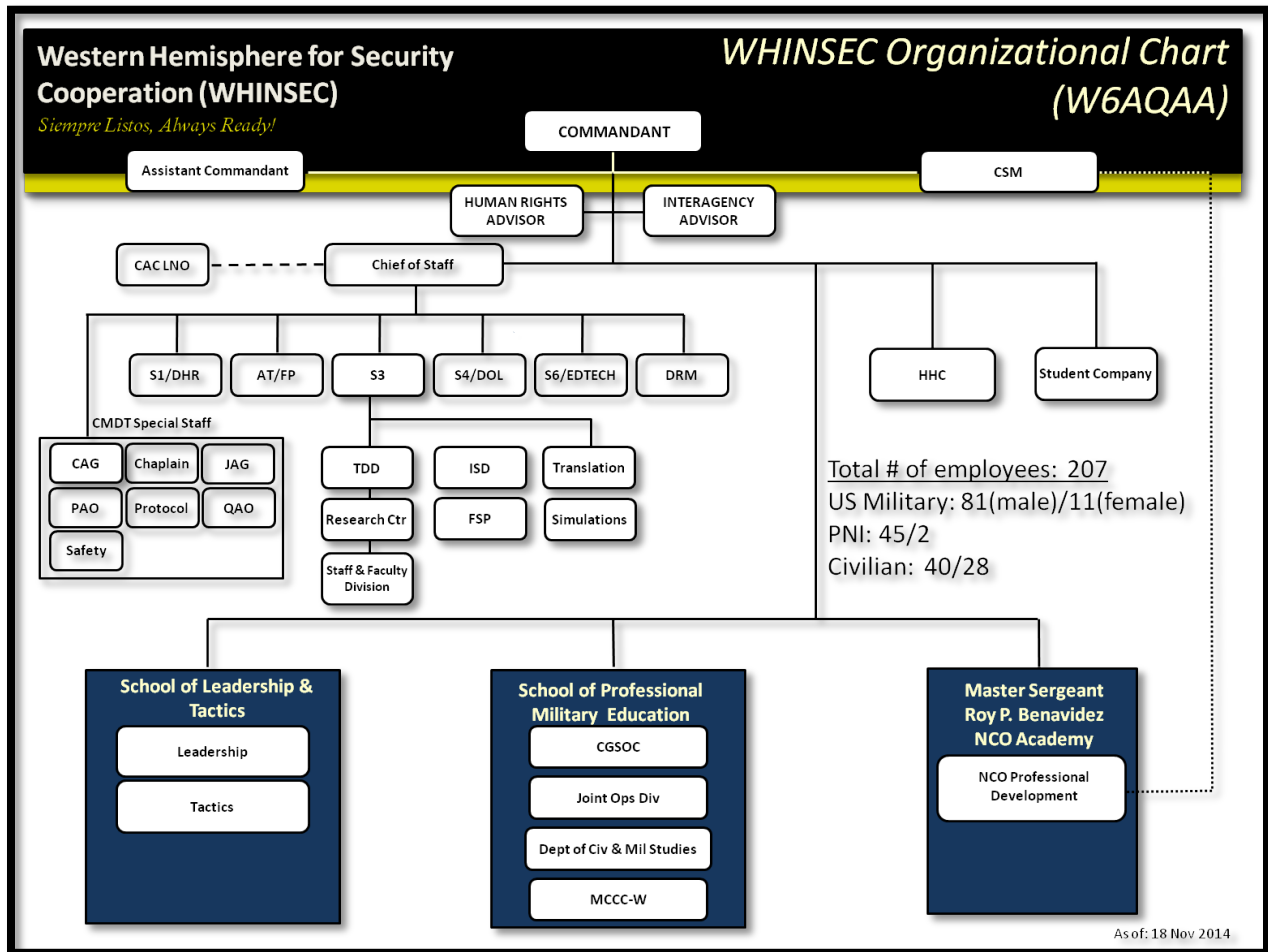 Western Hemisphere for Security
Cooperation (WHINSEC)
Siempre Listos, Always Ready!
WHINSEC Organizational Chart
(W6AQAA)
COMMANDANT
Assistant Commandant
CSM
HUMAN RIGHTS
ADVISOR
INTERAGENCY
ADVISOR
CAC LNO
Chief of Staff
S1/DHR
AT/FP
S3
S4/DOL
S6/EDTECH
DRM
HHC
Student Company
CMDT Special Staff
CAG
Chaplain
JAG
PAO
Protocol
QAO
Safety
TDD
ISD
Translation
Research Ctr
FSP
Simulations
Staff & Faculty
Division
Total # of employees: 207
US Military: 81(male)/11(female)
PNI: 45/2
Civilian: 40/28
School of Leadership &
Tactics
Leadership
Tactics
School of Professional
Military Education
CGSOC
Joint Ops Div
Dept of Civ & Mil Studies
MCCC-W
Master Sergeant
Roy P. Benavidez
NCO Academy
NCO Professional
Development
As of: 18 Nov 2014